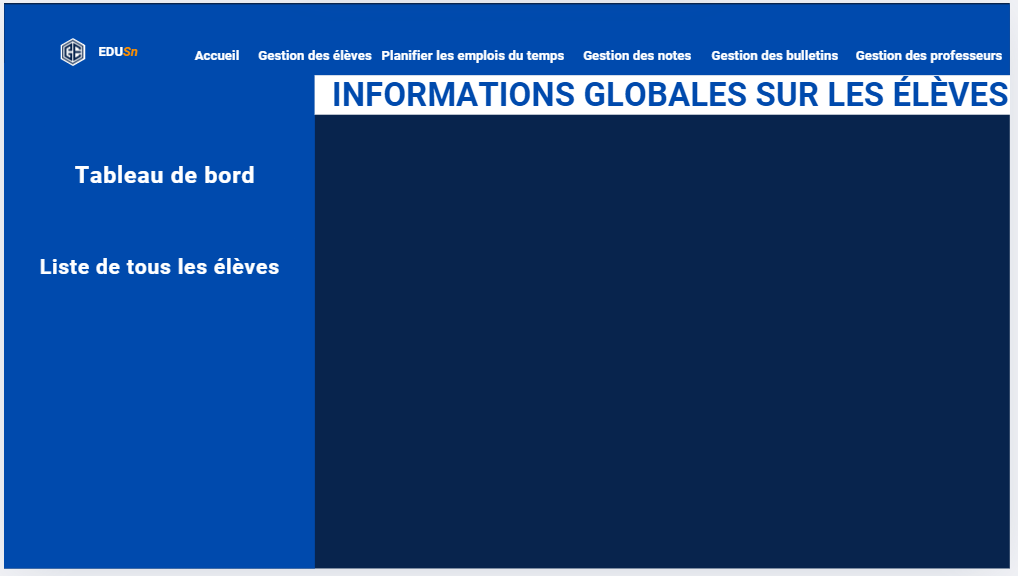 EDUSn
Accueil Gestion des élèves Planifier les emplois du temps Gestion des notes Gestion des bulletins Gestion des professeurs
INFORMATIONS GLOBALES SUR LES ÉLÈVES
Tableau de bord
Liste de tous les élèves